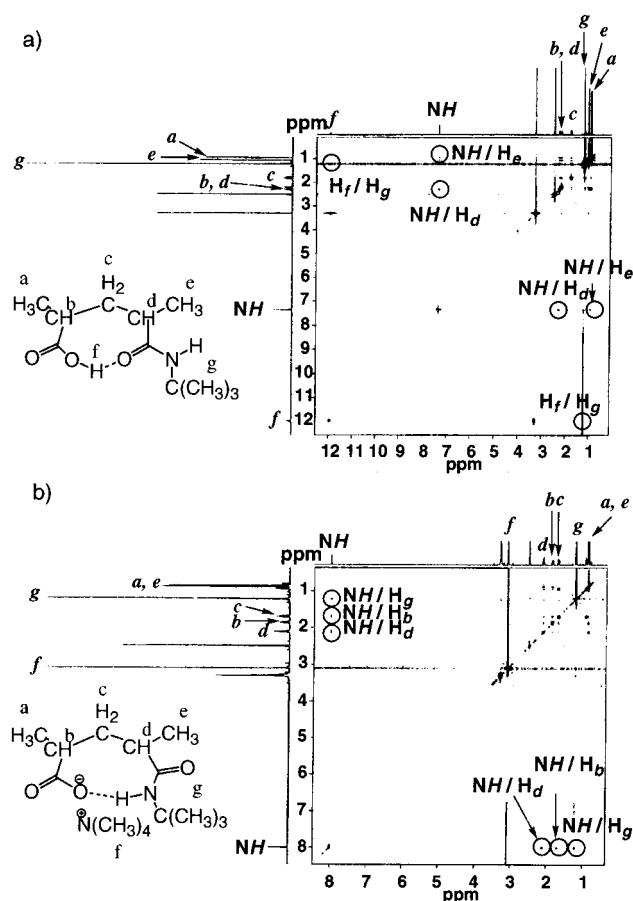 a)
g
b, d
e
a
c
f
NH
ppm
a
g
e
c
b, d
1
2
3
4
5
6
7
8
9
10
11
12
NH/He
Hf/Hg
NH/Hd
NH/He
NH/Hd
Hf/Hg
NH
f
12 11 10 9 8 7 6 5 4 3 2 1
ppm
c
H2
a
b
d
e
H3C
CH
CH
CH3
f
O
O
H
O
N
H
g
C(CH3)3
b)
bc
a, e
f
d
g
NH
ppm
a, e
g
c
b
d
f
1
2
3
4
5
6
7
8
NH/Hg
NH/Hb
NH/Hd
NH/Hb
NH/Hd
NH/Hg
NH
8 7 6 5 4 3 2 1
ppm
c
H2
a
b
d
e
H3C
CH
CH
CH3
O
O
⊖
H
N
O
g
⊕
N(CH3)4
C(CH3)3
f